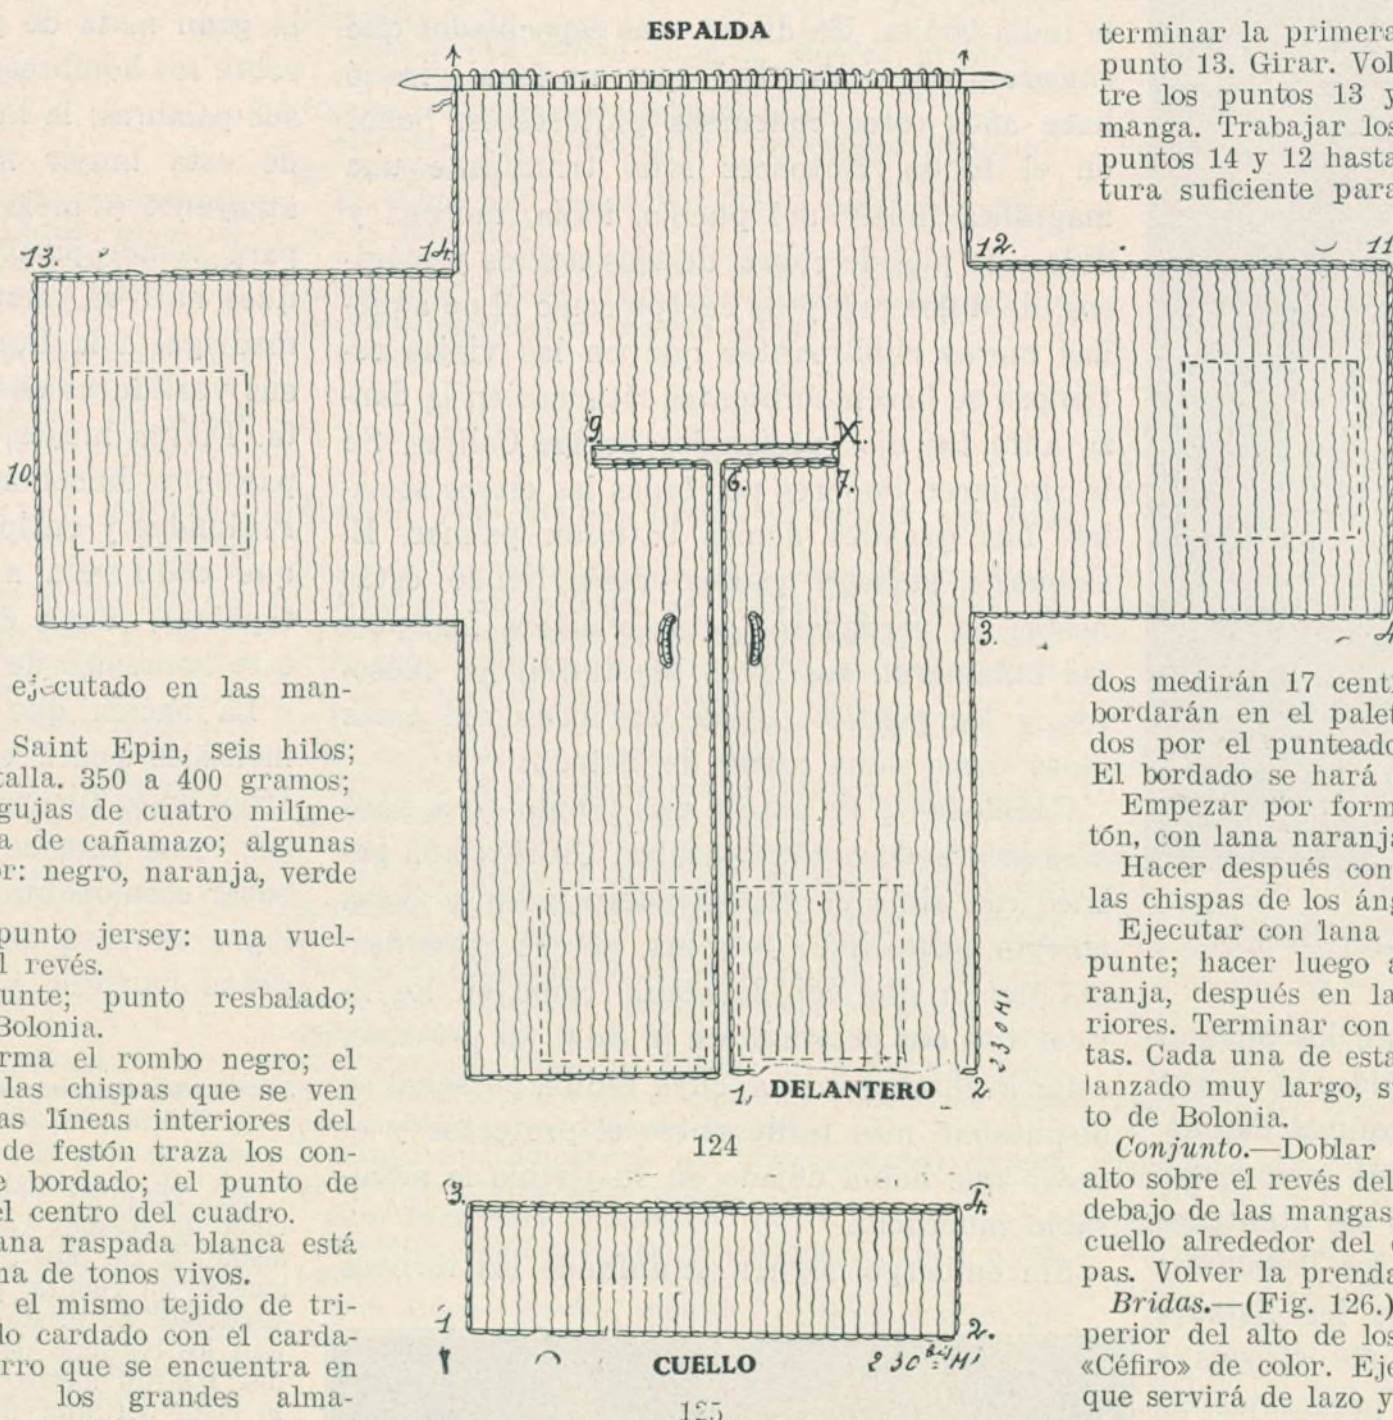 ESPALDA
terminar la primera
punto 13. Girar. Vol
tre los puntos 13 y
manga. Trabajar los
puntos 14 y 12 hasta
tura suficiente para
13.
14.
12.
11
9
X.
10.
6.
7.
3.
4
ejecutado en las man-
Saint Epin, seis hilos;
talla. 350 a 400 gramos;
gujas de cuatro milíme-
a de cañamazo; algunas
or: negro, naranja, verde
punto jersey: una vuel-
l revés.
unte; punto resbalado;
Bolonia.
rma el rombo negro; el
las chispas que se ven
as líneas interiores del
de festón traza los con-
e bordado; el punto de
el centro del cuadro.
ana raspada blanca está
na de tonos vivos.
el mismo tejido de tri-
lo cardado con el carda-
rro que se encuentra en
los grandes alma-
230 HI
1,
DELANTERO
2
124
3.
4.
1
2.
CUELLO
230 bis HI
125
dos medirán 17 cent
bordarán en el palet
dos por el punteado
El bordado se hará
Empezar por form
tón, con lana naranja
Hacer después con
las chispas de los áng
Ejecutar con lana
punte; hacer luego a
ranja, después en la
riores. Terminar con
tas. Cada una de esta
lanzado muy largo, su
to de Bolonia.
Conjunto.—Doblar
alto sobre el revés del
debajo de las mangas
cuello alrededor del
pas. Volver la prenda
Bridas.—(Fig. 126.)
perior del alto de los
«Céfiro» de color. Eje
que servirá de lazo y